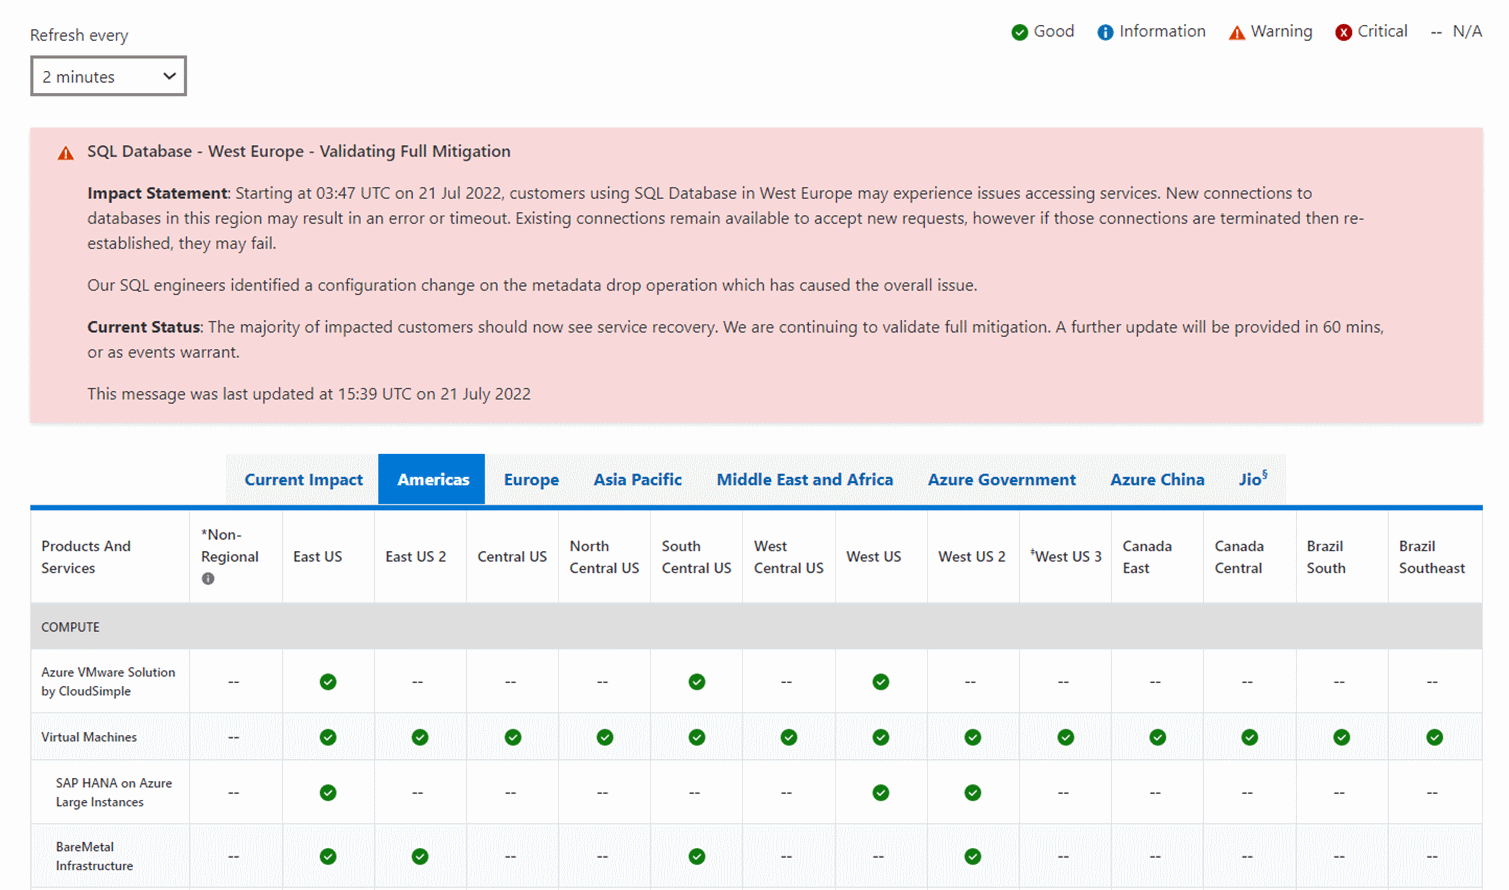 Refresh every
2 minutes
Good Information Warning Critical -- N/A
SQL Database - West Europe - Validating Full Mitigation
Impact Statement: Starting at 03:47 UTC on 21 Jul 2022, customers using SQL Database in West Europe may experience issues accessing services. New connections to
databases in this region may result in an error or timeout. Existing connections remain available to accept new requests, however if those connections are terminated then re-
established, they may fail.
Our SQL engineers identified a configuration change on the metadata drop operation which has caused the overall issue.
Current Status: The majority of impacted customers should now see service recovery. We are continuing to validate full mitigation. A further update will be provided in 60 mins,
or as events warrant.
This message was last updated at 15:39 UTC on 21 July 2022
Current Impact Americas Europe Asia Pacific Middle East and Africa Azure Government Azure China Jio§
Products And
Services
*Non-
Regional
East US
East US 2
Central US
North
Central US
South
Central US
West
Central US
West US
West US 2
‡West US 3
Canada
East
Canada
Central
Brazil
South
Brazil
Southeast
COMPUTE
Azure VMware Solution
by CloudSimple
-- -- -- -- -- -- -- -- -- -- --
Virtual Machines
--
SAP HANA on Azure
Large Instances
-- -- -- -- -- -- -- -- -- -- --
BareMetal
Infrastructure
-- -- -- -- -- -- -- -- -- --